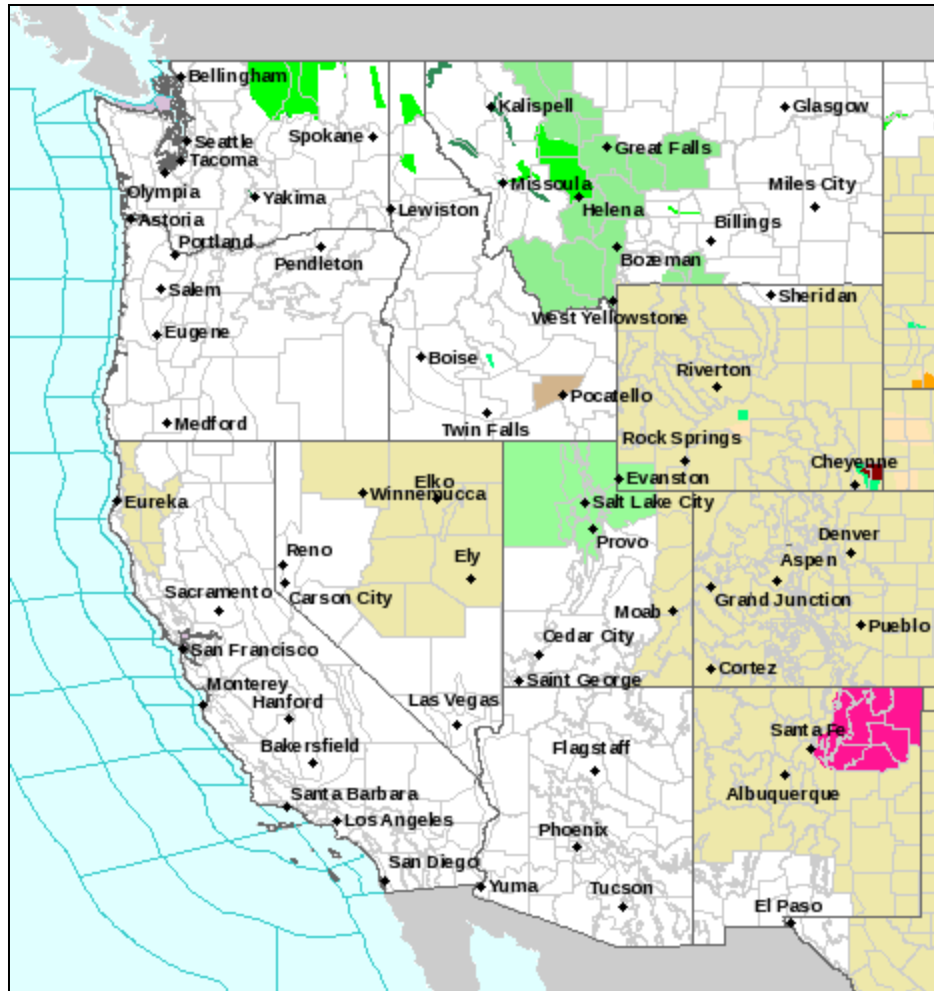 Bellingham
Kalispell
Glasgow
Spokane
Seattle
Great Falls
Tacoma
Missoula
Miles City
Olympia
Yakima
Helena
Lewiston
Astoria
Billings
Portland
Pendleton
Bozeman
Salem
Sheridan
West Yellowstone
Eugene
Boise
Riverton
Pocatello
Medford
Twin Falls
Rock Springs
Cheyenne
Elko
Winnemucca
Evanston
Eureka
Salt Lake City
Denver
Provo
Reno
Ely
Aspen
Sacramento
Carson City
Grand Junction
Moab
Pueblo
Cedar City
San Francisco
Cortez
Saint George
Monterey
Hanford
Las Vegas
Santa Fe
Bakersfield
Flagstaff
Albuquerque
Santa Barbara
Los Angeles
Phoenix
San Diego
Yuma
Tucson
El Paso